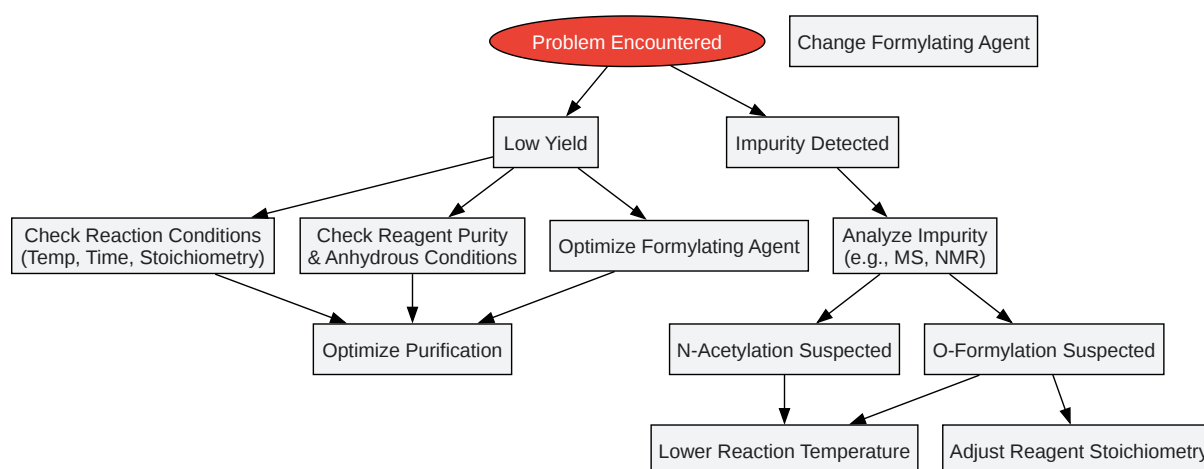 Problem Encountered
Change Formylating Agent
Low Yield
Impurity Detected
Check Reaction Conditions
(Temp, Time, Stoichiometry)
Check Reagent Purity
& Anhydrous Conditions
Optimize Formylating Agent
Analyze Impurity
(e.g., MS, NMR)
Optimize Purification
N-Acetylation Suspected
O-Formylation Suspected
Lower Reaction Temperature
Adjust Reagent Stoichiometry